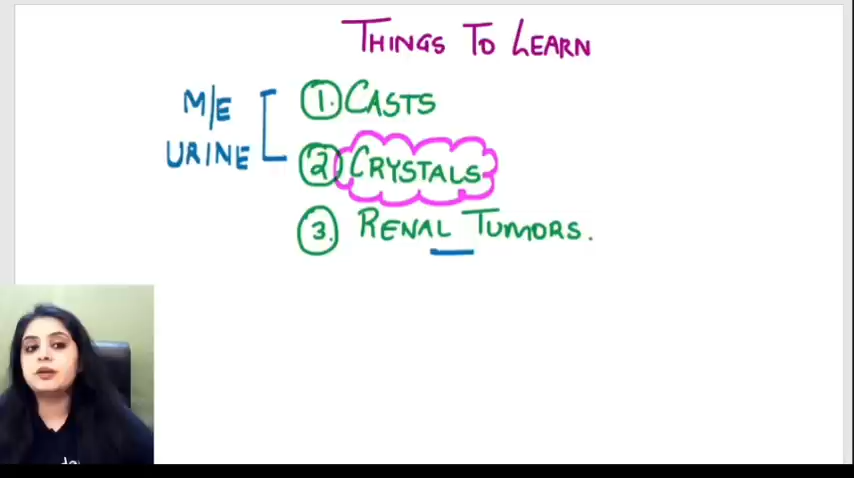 THINGS TO LEARN
M/E
URINE
1. CASTS
2 CRYSTALS
3. RENAL TUMORS.